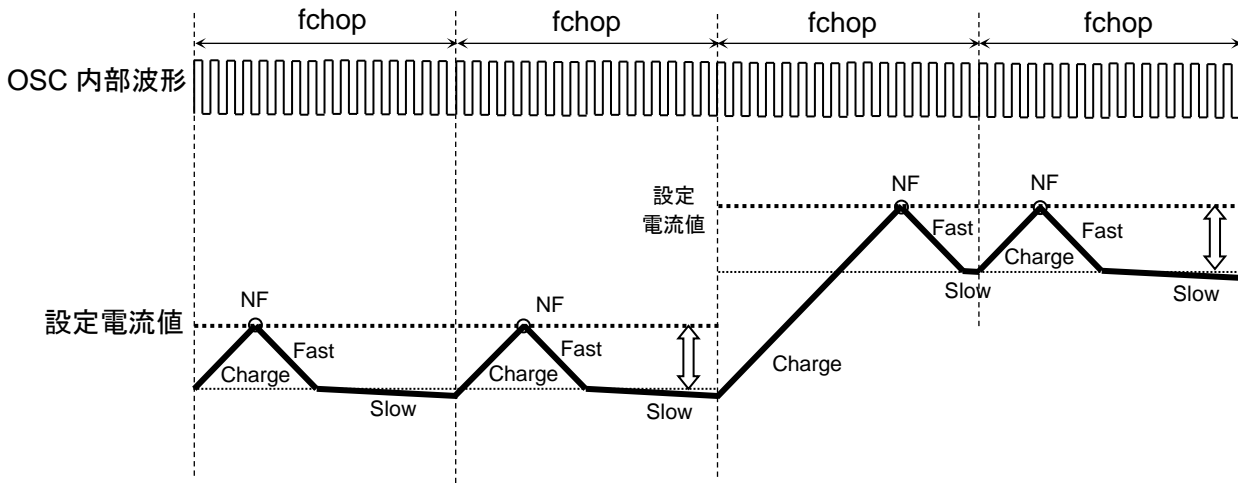 fchop fchop fchop fchop
OSC 内部波形
設定
電流値
NF NF
Fast Fast
Charge
Slow Slow
設定電流値
NF NF
Fast Fast
Charge Charge Charge
Slow Slow